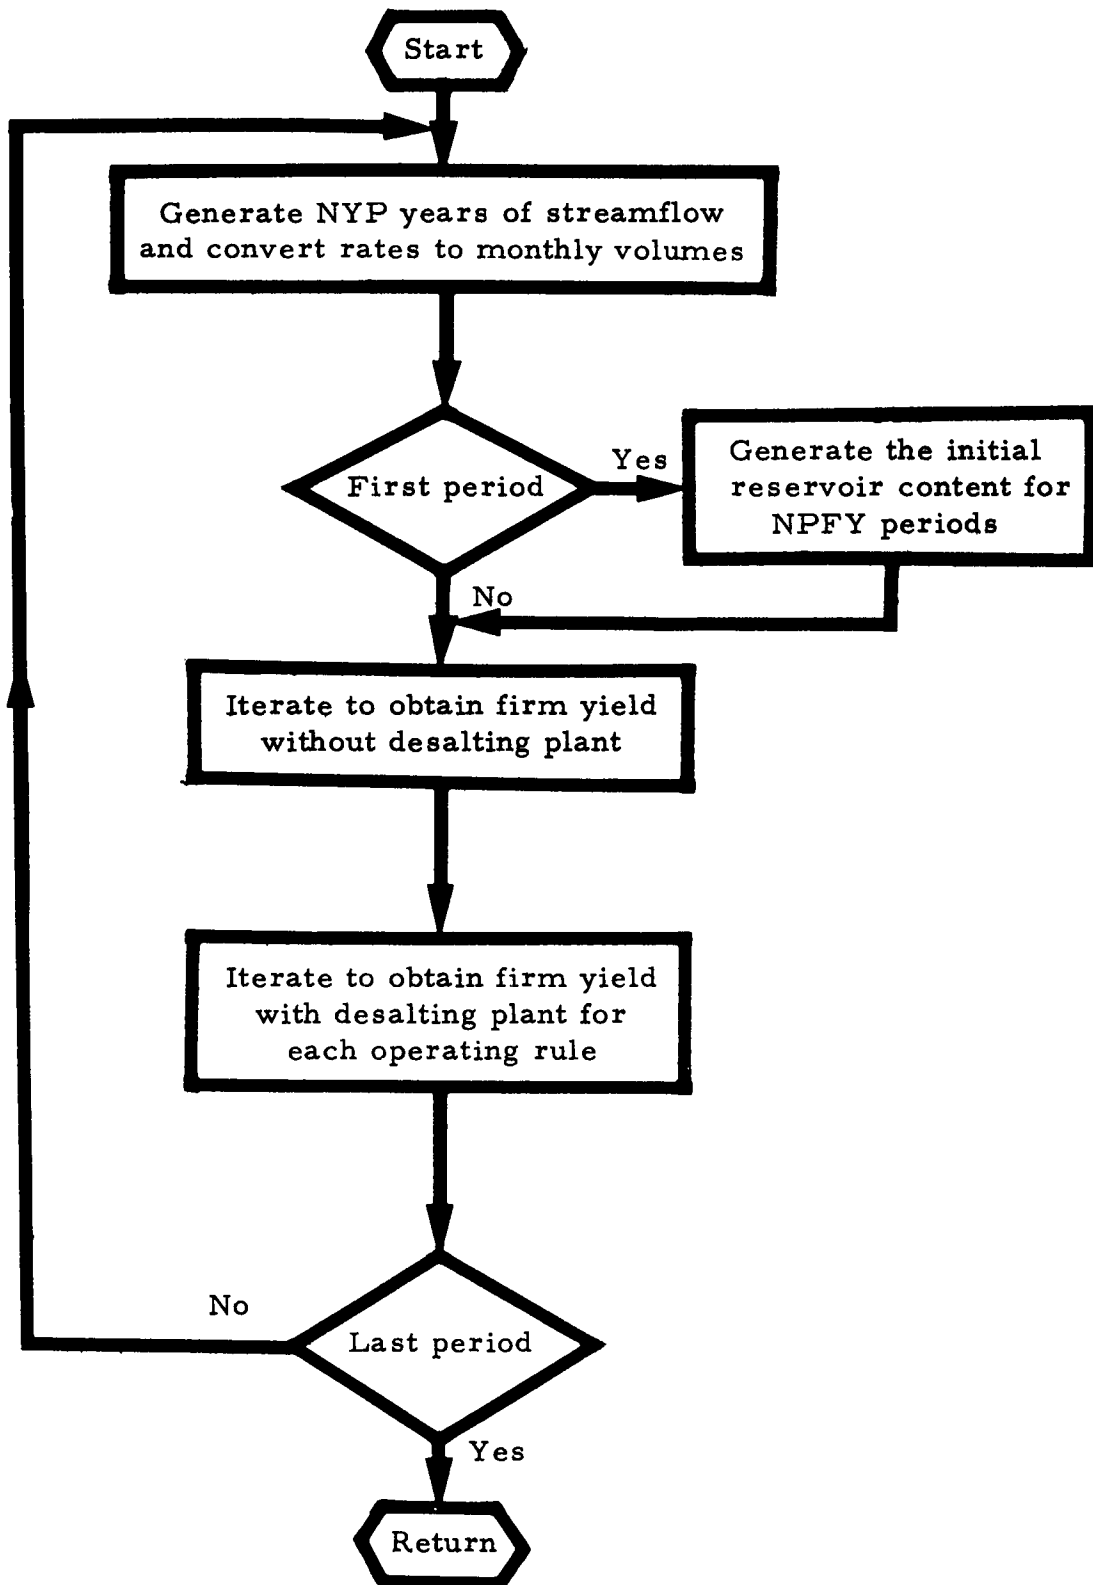 Start
Generate NYP years of streamflow
and convert rates to monthly volumes
First period
Yes
Generate the initial
reservoir content for
NPFY periods
No
Iterate to obtain firm yield
without desalting plant
Iterate to obtain firm yield
with desalting plant for
each operating rule
No
Last period
Yes
Return